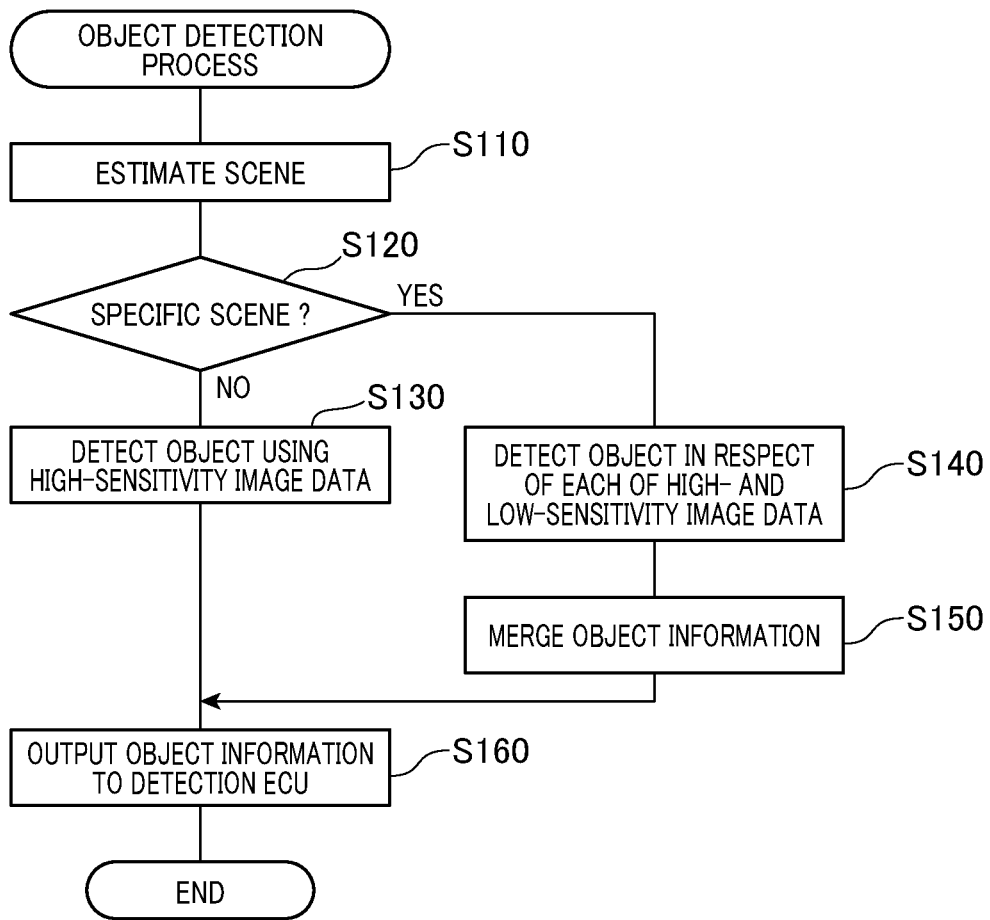 OBJECT DETECTION
PROCESS
S110
ESTIMATE SCENE
S120
SPECIFIC SCENE ?
YES
NO
S130
DETECT OBJECT USING
HIGH-SENSITIVITY IMAGE DATA
S140
DETECT OBJECT IN RESPECT
OF EACH OF HIGH- AND
LOW-SENSITIVITY IMAGE DATA
S150
MERGE OBJECT INFORMATION
S160
OUTPUT OBJECT INFORMATION
TO DETECTION ECU
END